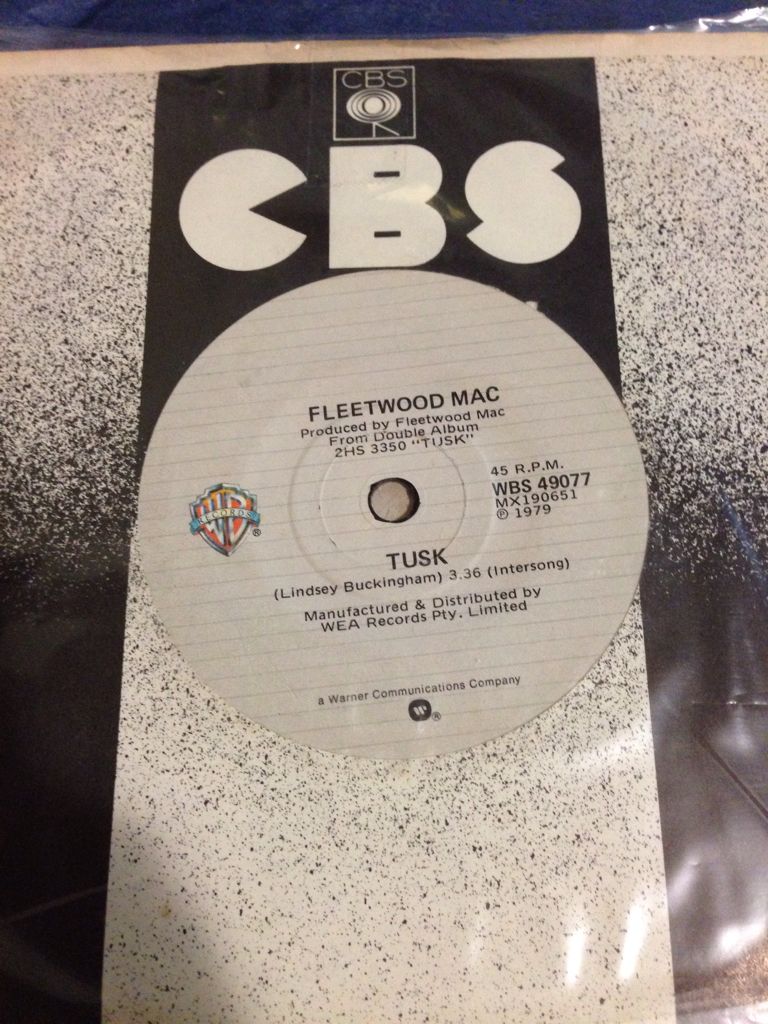 CBS
CBS
FLEETWOOD MAC
Produced by Fleetwood Mac
From Double Album
2HS 3350 "TUSK"
45 R.P.M.
WBS 49077
MX190651
℗ 1979
W RECORDS ®
TUSK
(Lindsey Buckingham) 3.36 (Intersong)
Manufactured & Distributed by
WEA Records Pty. Limited
a Warner Communications Company
W ®